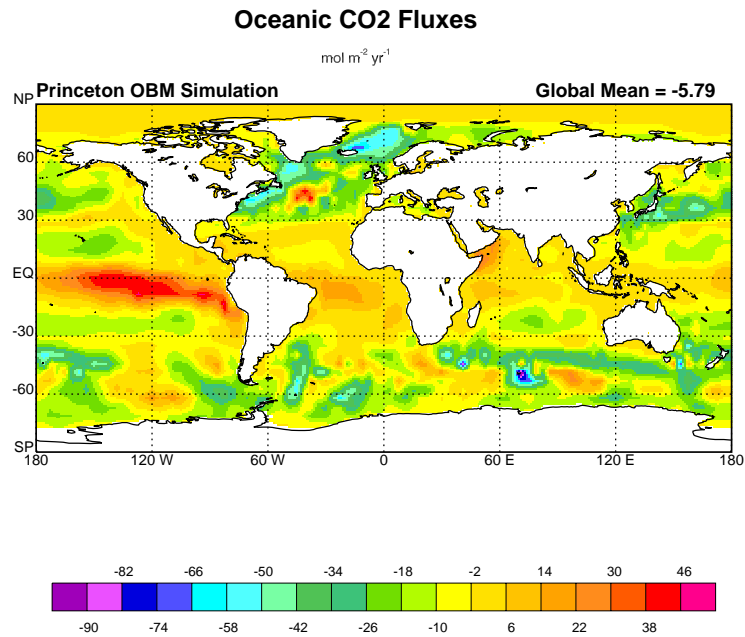 Oceanic CO2 Fluxes
mol m⁻² yr⁻¹
Princeton OBM Simulation Global Mean = -5.79
NP
60
30
EQ
-30
-60
SP
180 120 W 60 W 0 60 E 120 E 180
-82 -66 -50 -34 -18 -2 14 30 46
-90 -74 -58 -42 -26 -10 6 22 38